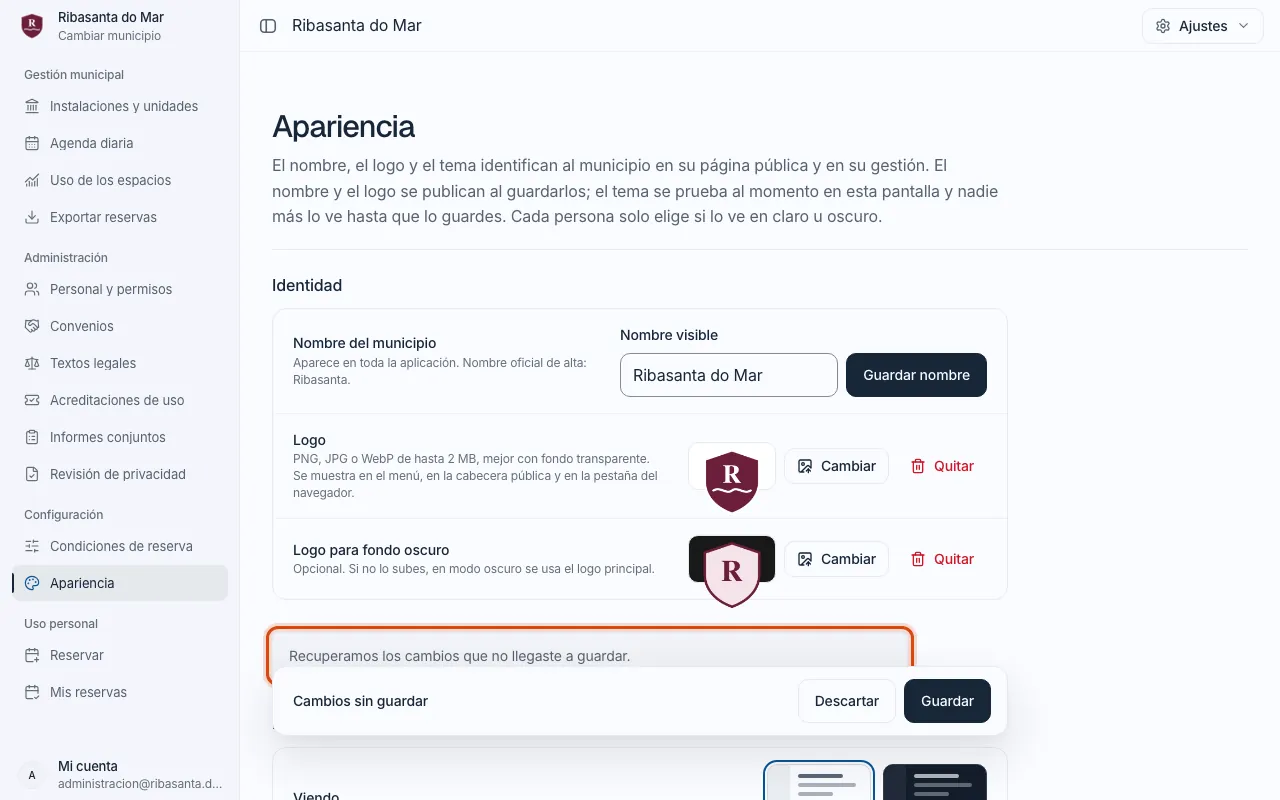 R
Ribasanta do Mar
Cambiar municipio
Gestión municipal
Instalaciones y unidades
Agenda diaria
Uso de los espacios
Exportar reservas
Administración
Personal y permisos
Convenios
Textos legales
Acreditaciones de uso
Informes conjuntos
Revisión de privacidad
Configuración
Condiciones de reserva
Apariencia
Uso personal
Reservar
Mis reservas
A
Mi cuenta
administracion@ribasanta.d...
Ribasanta do Mar
Ajustes
Apariencia
El nombre, el logo y el tema identifican al municipio en su página pública y en su gestión. El
nombre y el logo se publican al guardarlos; el tema se prueba al momento en esta pantalla y nadie
más lo ve hasta que lo guardes. Cada persona solo elige si lo ve en claro u oscuro.
Identidad
Nombre del municipio
Aparece en toda la aplicación. Nombre oficial de alta:
Ribasanta.
Nombre visible
Ribasanta do Mar
Guardar nombre
Logo
PNG, JPG o WebP de hasta 2 MB, mejor con fondo transparente.
Se muestra en el menú, en la cabecera pública y en la pestaña del
navegador.
R
Cambiar
Quitar
Logo para fondo oscuro
Opcional. Si no lo subes, en modo oscuro se usa el logo principal.
R
Cambiar
Quitar
Recuperamos los cambios que no llegaste a guardar.
Cambios sin guardar
Descartar
Guardar
Viendo